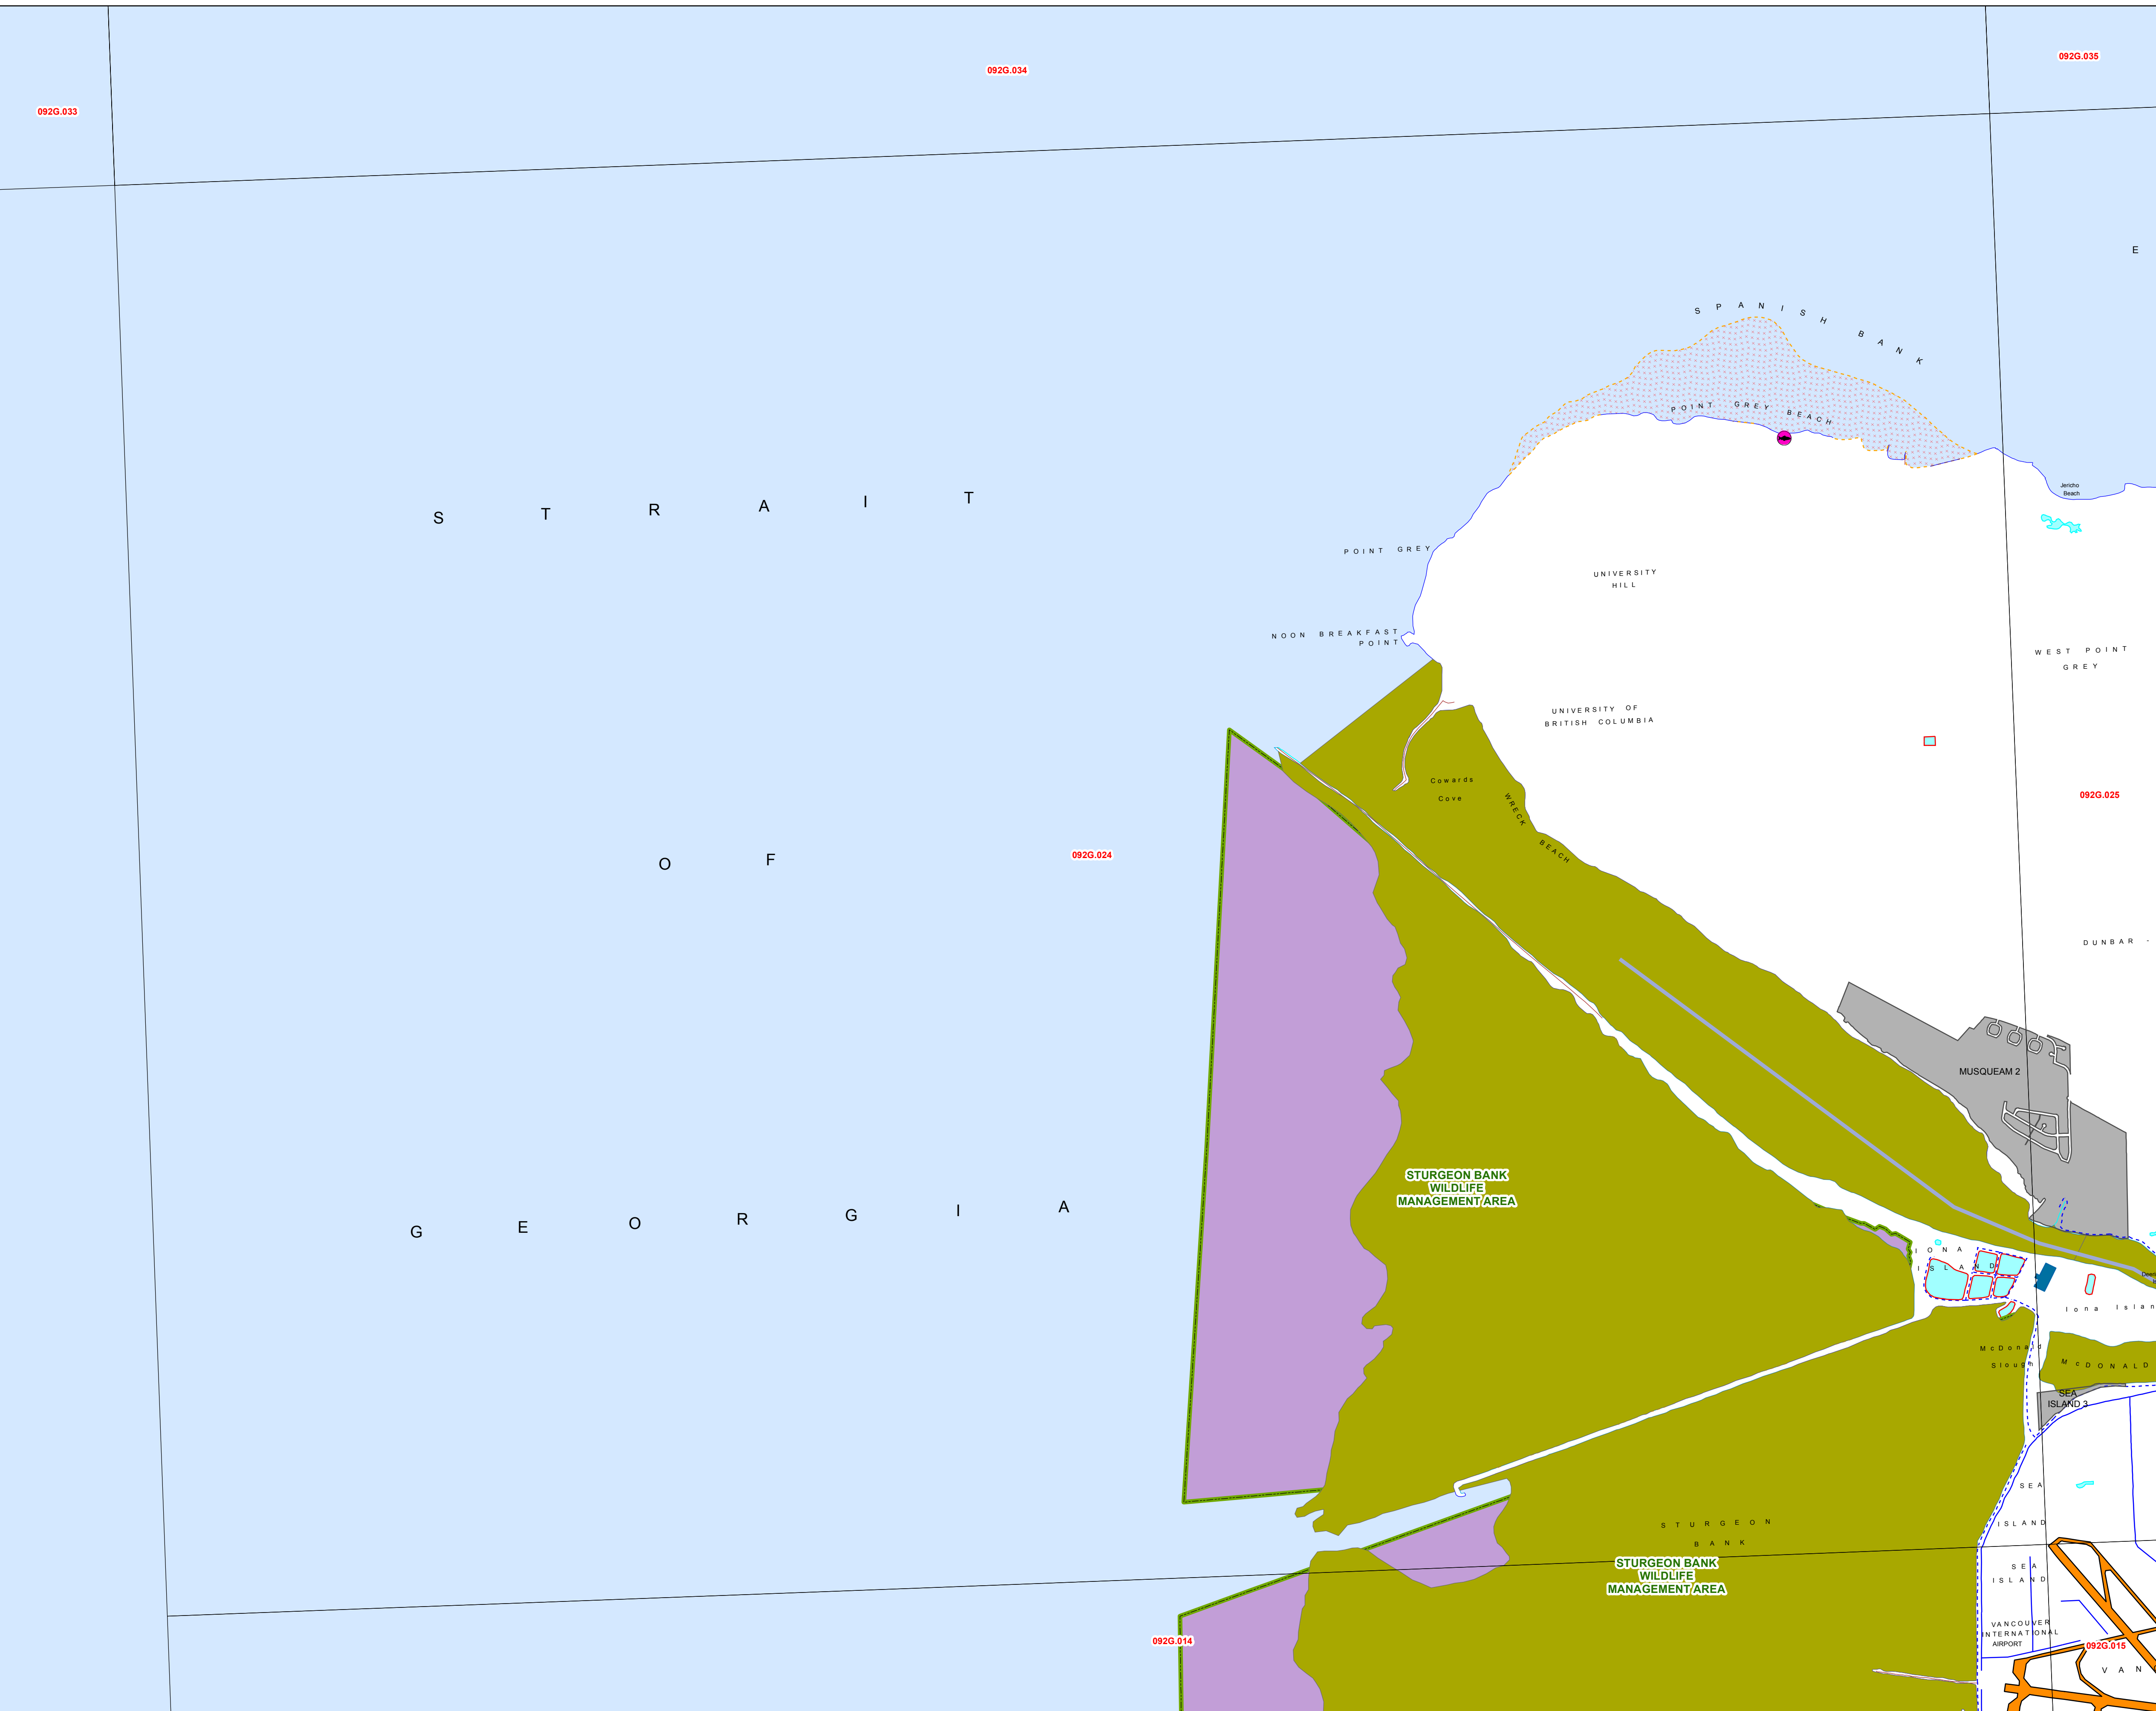 092G.033
092G.034
092G.035
E
SPANISH BANK
POINT GREY BEACH
Jericho
Beach
STRAIT
POINT GREY
UNIVERSITY
HILL
NOON BREAKFAST
POINT
WEST POINT
GREY
UNIVERSITY OF
BRITISH COLUMBIA
Cowards
Cove
WRECK BEACH
092G.025
OF
092G.024
DUNBAR -
MUSQUEAM 2
STURGEON BANK
WILDLIFE
MANAGEMENT AREA
GEORGIA
IONA
ISLAND
Iona Islan
McDonald
Slough
McDONALD
SEA
ISLAND 3
SEA
ISLAND
STURGEON
BANK
STURGEON BANK
WILDLIFE
MANAGEMENT AREA
SEA
ISLAND
VANCOUVER
INTERNATIONAL
AIRPORT
092G.014
092G.015
VAN